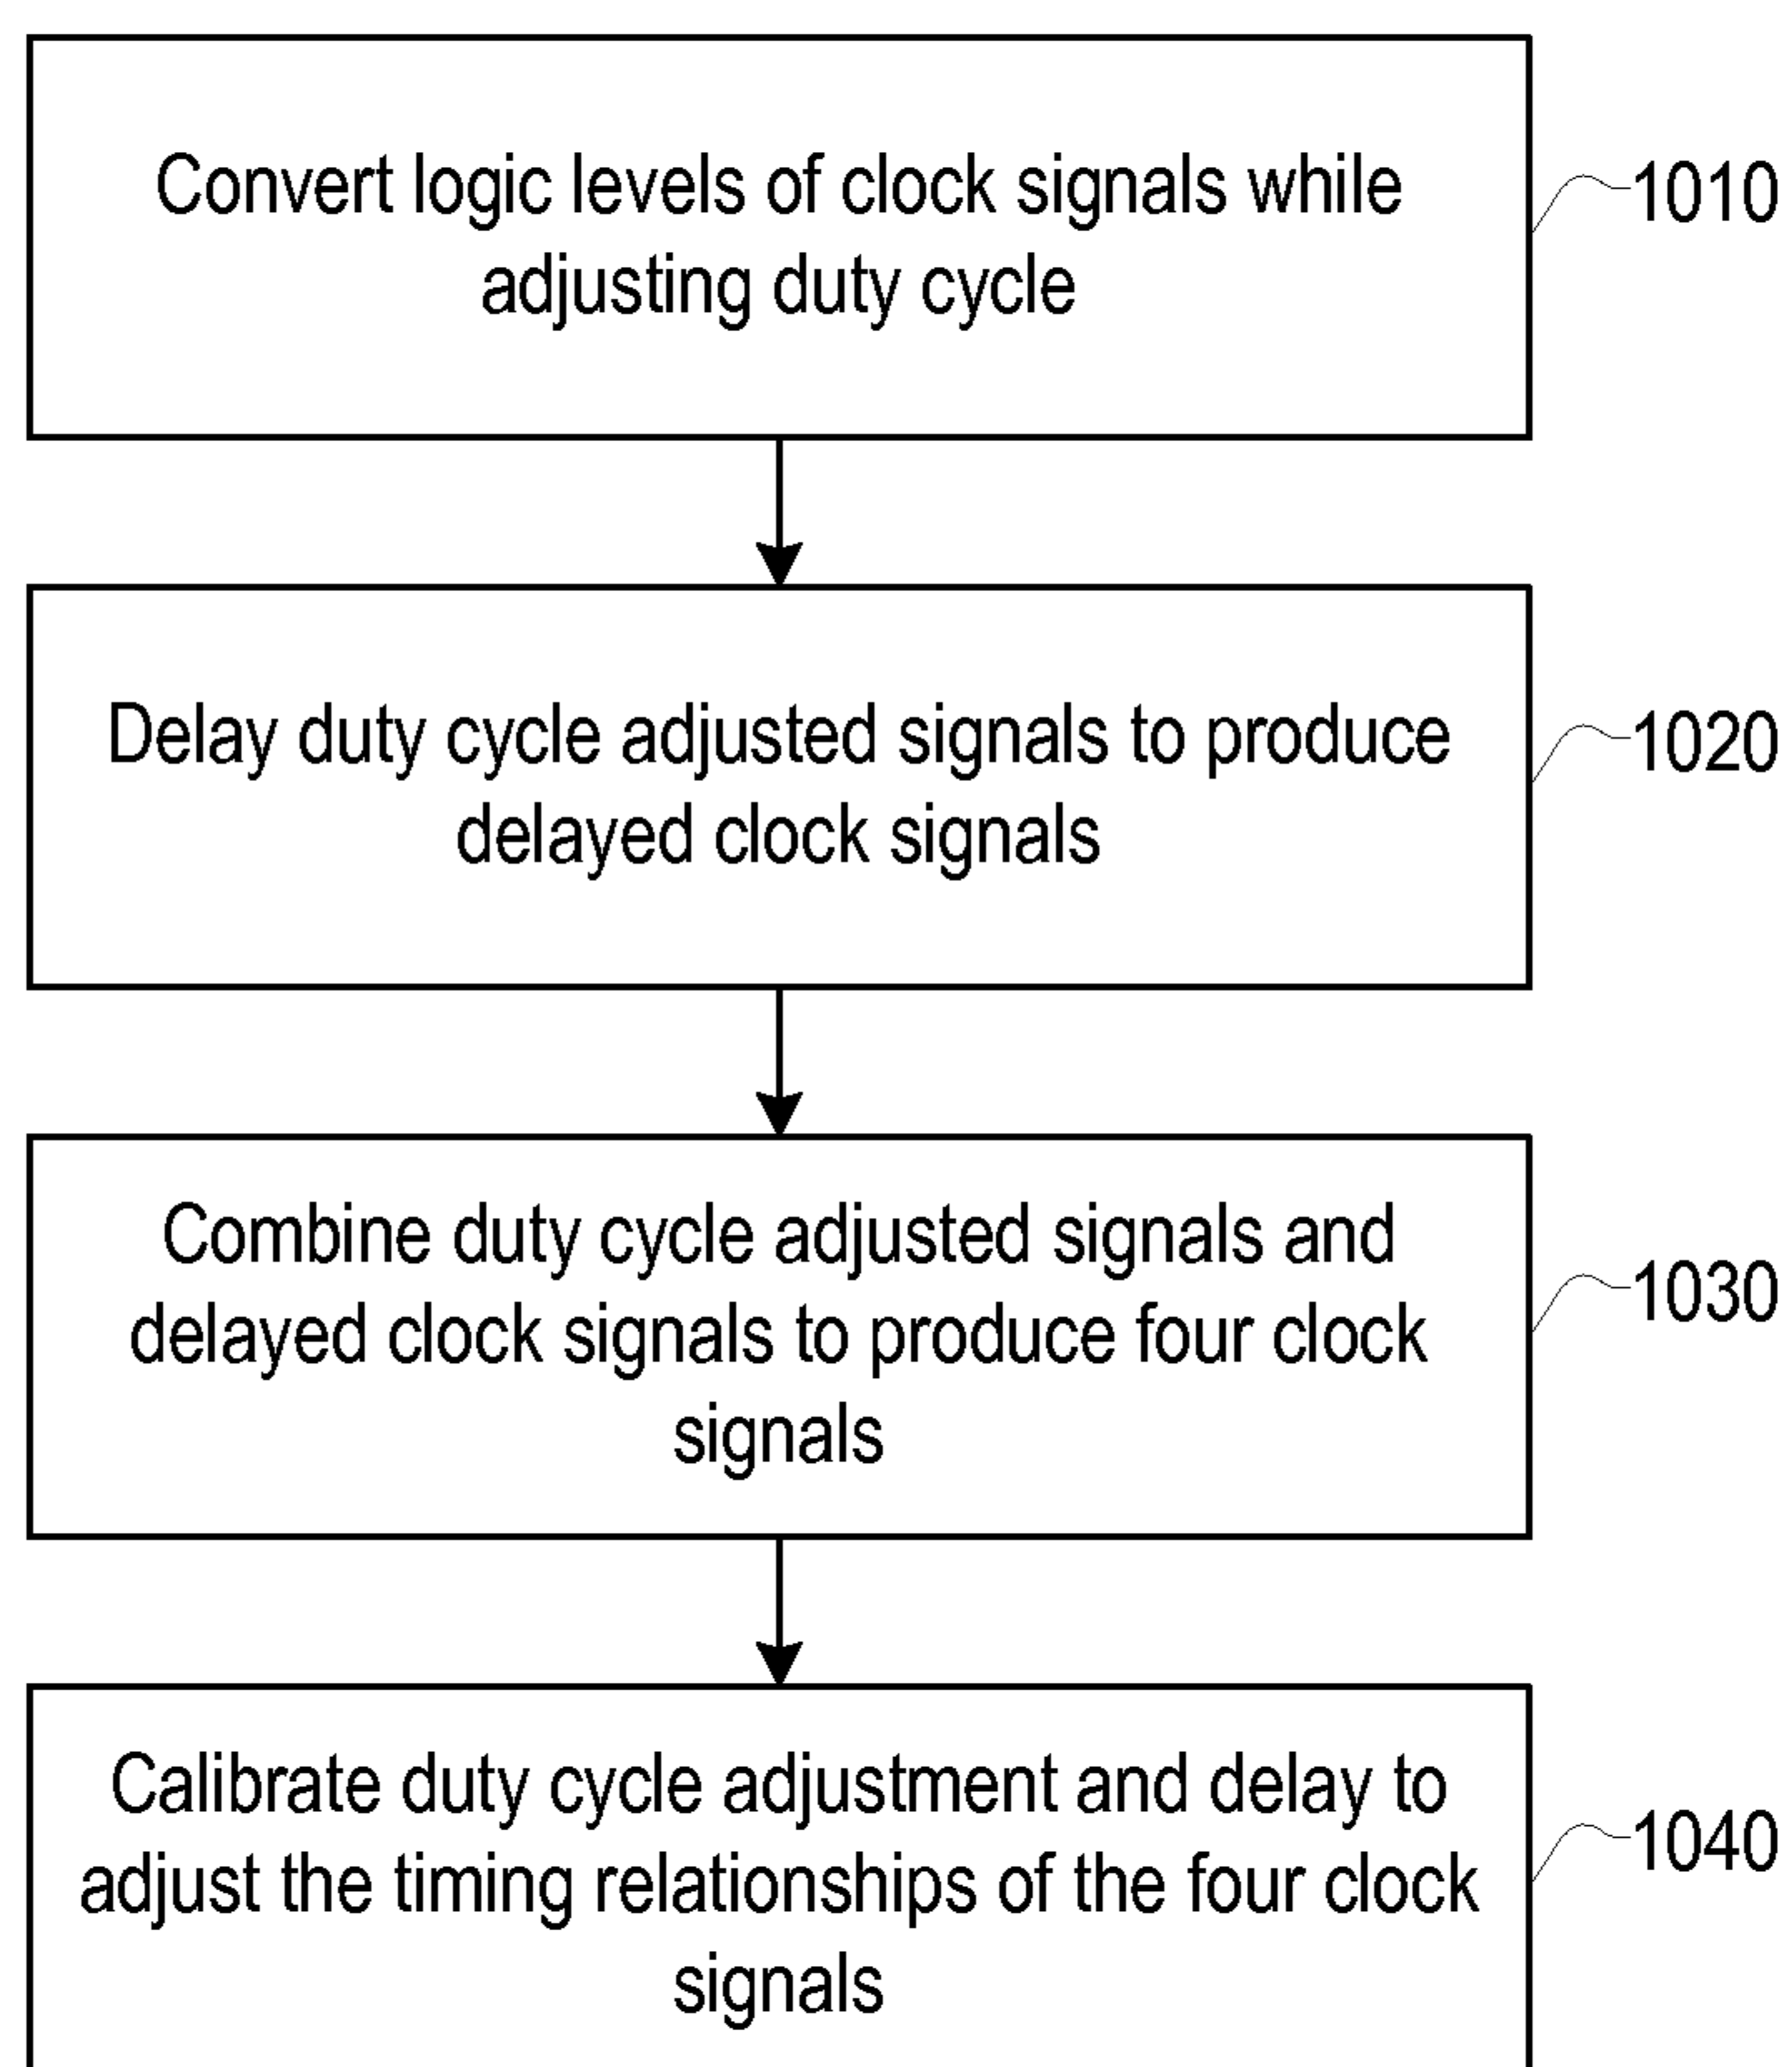 Convert logic levels of clock signals while
adjusting duty cycle
1010
Delay duty cycle adjusted signals to produce
delayed clock signals
1020
Combine duty cycle adjusted signals and
delayed clock signals to produce four clock
signals
1030
Calibrate duty cycle adjustment and delay to
adjust the timing relationships of the four clock
signals
1040